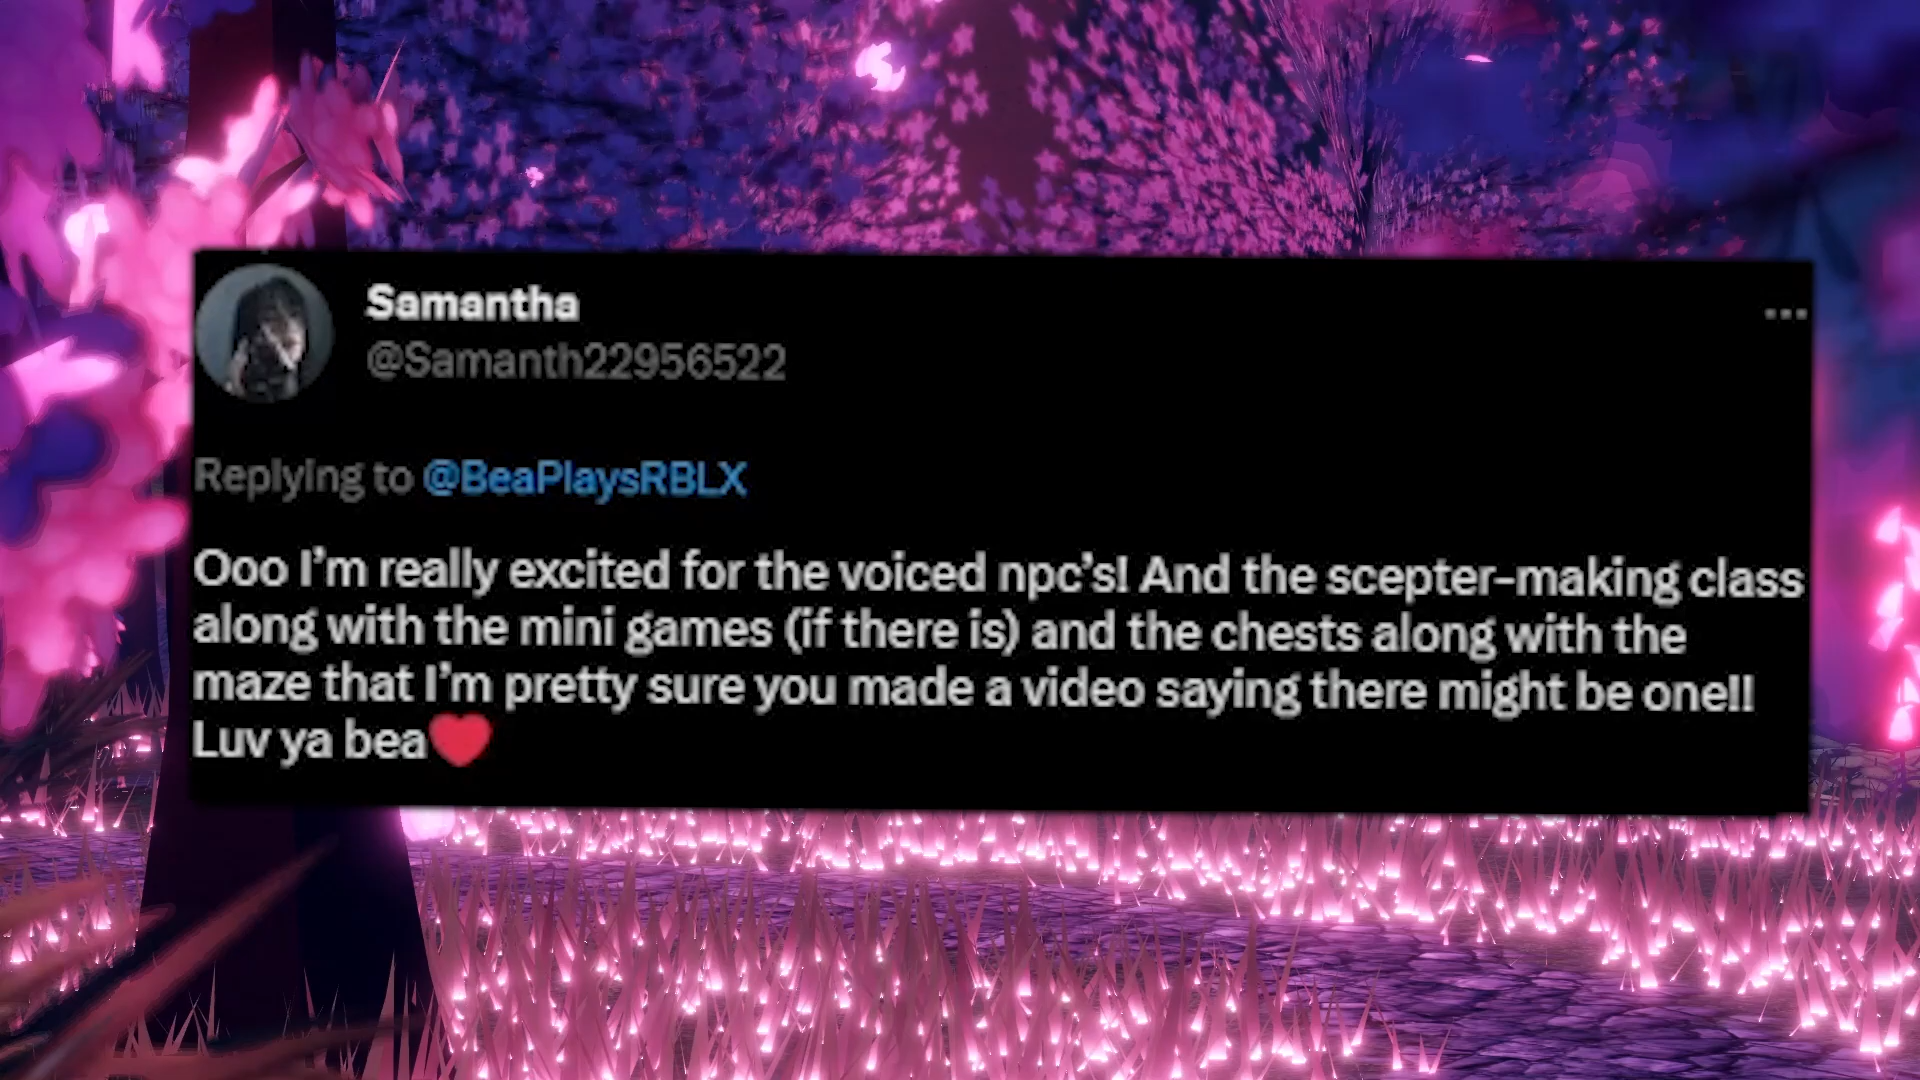 Samantha
...
@Samanth22956522
Replying to @BeaPlaysRBLX
Ooo I’m really excited for the voiced npc’s! And the scepter-making class
along with the mini games (if there is) and the chests along with the
maze that I’m pretty sure you made a video saying there might be one!!
Luv ya bea❤️